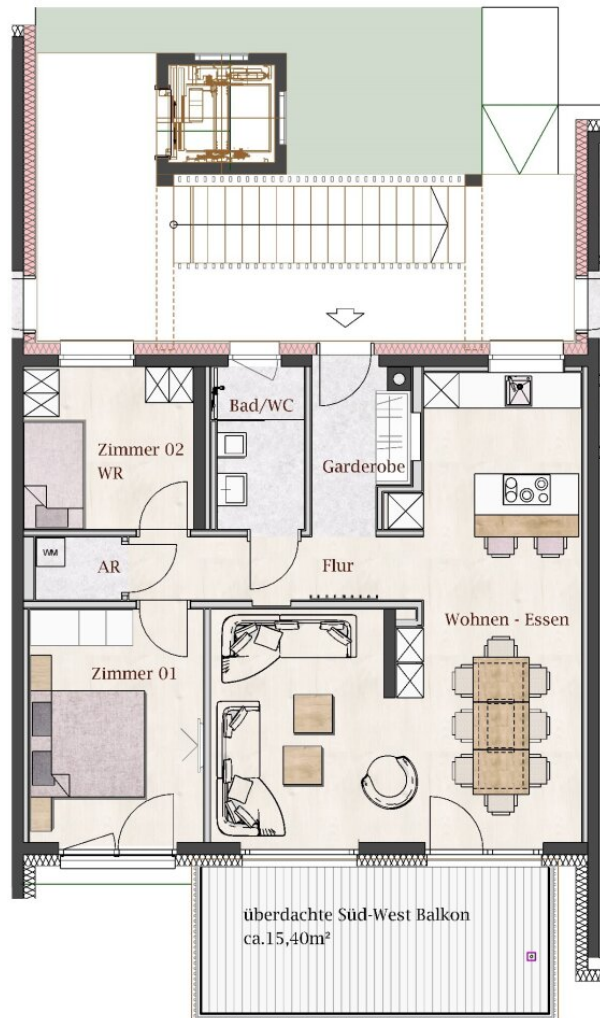 Bad/WC
Zimmer 02
WR
Garderobe
WM
AR
Flur
Wohnen - Essen
Zimmer 01
überdachte Süd-West Balkon
ca.15,40m²